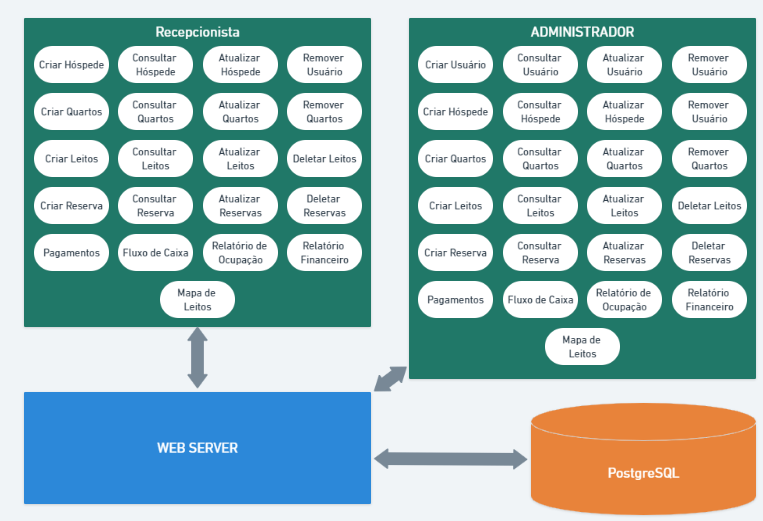 Recepcionista
Criar Hóspede
Consultar
Hóspede
Atualizar
Hóspede
Remover
Usuário
Criar Quartos
Consultar
Quartos
Atualizar
Quartos
Remover
Quartos
Criar Leitos
Consultar
Leitos
Atualizar
Leitos
Deletar Leitos
Criar Reserva
Consultar
Reserva
Atualizar
Reservas
Deletar
Reservas
Pagamentos
Fluxo de Caixa
Relatório de
Ocupação
Relatório
Financeiro
Mapa de
Leitos
ADMINISTRADOR
Criar Usuário
Consultar
Usuário
Atualizar
Usuário
Remover
Usuário
Criar Hóspede
Consultar
Hóspede
Atualizar
Hóspede
Remover
Usuário
Criar Quartos
Consultar
Quartos
Atualizar
Quartos
Remover
Quartos
Criar Leitos
Consultar
Leitos
Atualizar
Leitos
Deletar Leitos
Criar Reserva
Consultar
Reserva
Atualizar
Reservas
Deletar
Reservas
Pagamentos
Fluxo de Caixa
Relatório de
Ocupação
Relatório
Financeiro
Mapa de
Leitos
WEB SERVER
PostgreSQL